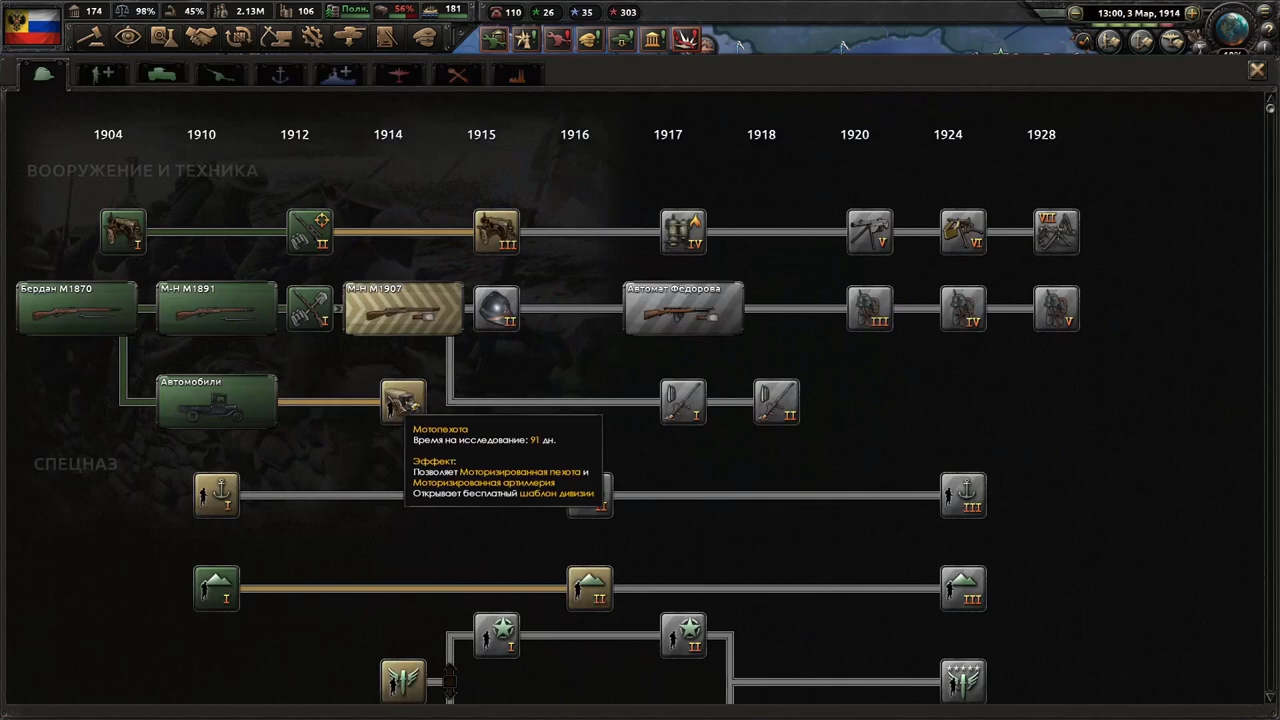 174 98% 45% 2.13M 106 Полн. 56% 181 110 26 35 303 13:00, 3 Мар, 1914
1904 1910 1912 1914 1915 1916 1917 1918 1920 1924 1928
ВООРУЖЕНИЕ И ТЕХНИКА
I II III IV V VI VII
Бердан М1870 М-Н М1891 I М-Н М1907 II Автомат Фёдорова III IV V
Автомобили I II
Мотопехота
Время на исследование: 91 дн.
Эффект:
Позволяет Моторизированная пехота и
Моторизированная артиллерия
Открывает бесплатный шаблон дивизии
СПЕЦНАЗ
I II III
I II III
I II